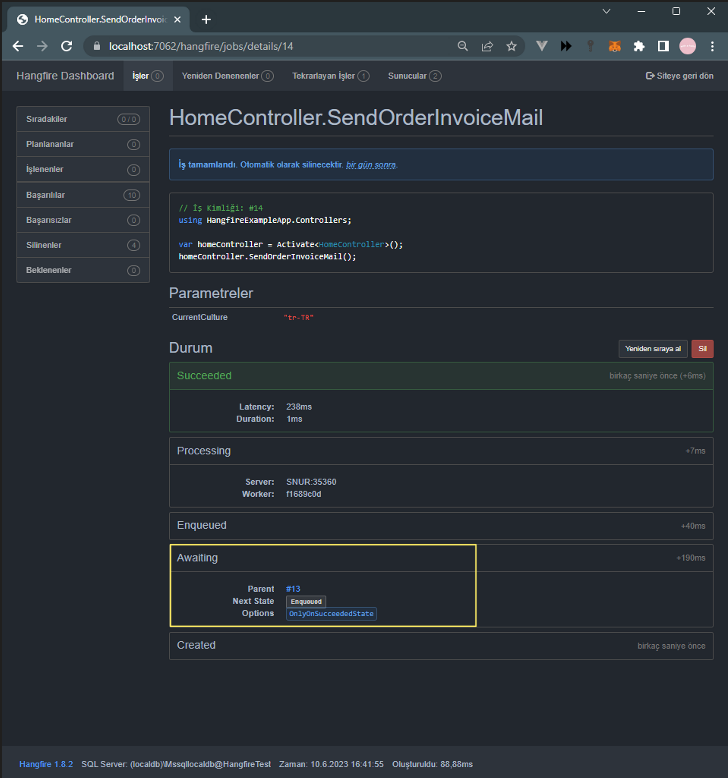 HomeController.SendOrderInvoic
localhost:7062/hangfire/jobs/details/14
Hangfire Dashboard İşler 0 Yeniden Denenenler 0 Tekrarlayan İşler 1 Sunucular 2 Siteye geri dön
Sıradakiler 0 / 0
Planlananlar 0
İşlenenler 0
Başarılılar 10
Başarısızlar 0
Silinenler 4
Beklenenler 0
HomeController.SendOrderInvoiceMail
İş tamamlandı. Otomatik olarak silinecektir. bir gün sonra.
// İş Kimliği: #14
using HangfireExampleApp.Controllers;
var homeController = Activate<HomeController>();
homeController.SendOrderInvoiceMail();
Parametreler
CurrentCulture "tr-TR"
Durum Yeniden sıraya al Sil
Succeeded birkaç saniye önce (+6ms)
Latency: 238ms
Duration: 1ms
Processing +7ms
Server: SNUR:35360
Worker: f1689c0d
Enqueued +40ms
Awaiting +190ms
Parent #13
Next State Enqueued
Options OnlyOnSucceededState
Created birkaç saniye önce
Hangfire 1.8.2 SQL Server: (localdb)\Mssqllocaldb@HangfireTest Zaman: 10.6.2023 16:41:55 Oluşturuldu: 88,88ms